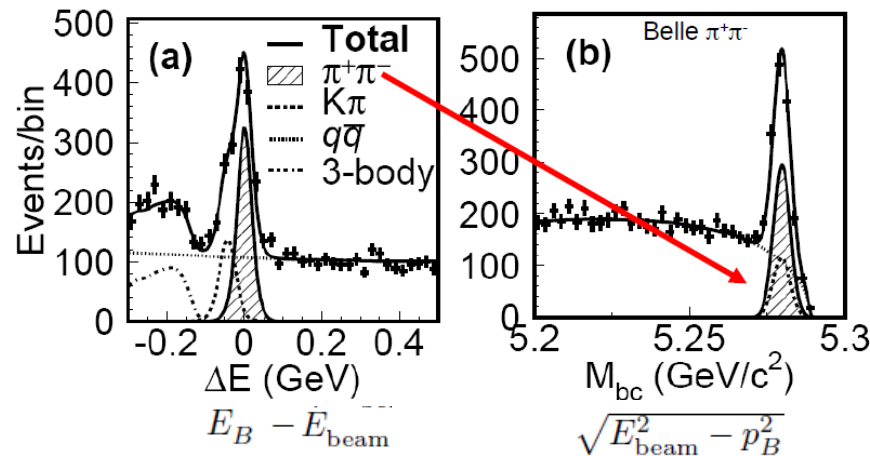 500
400
300
200
100
0
Events/bin
(a)
Total
π⁺π⁻
Kπ
qq̅
3-body
-0.2 0 0.2 0.4
ΔE (GeV)
E_B - E_beam
500
400
300
200
100
0
(b)
Belle π⁺π⁻
5.2 5.25 5.3
M_bc (GeV/c²)
√(E²_beam - p²_B)